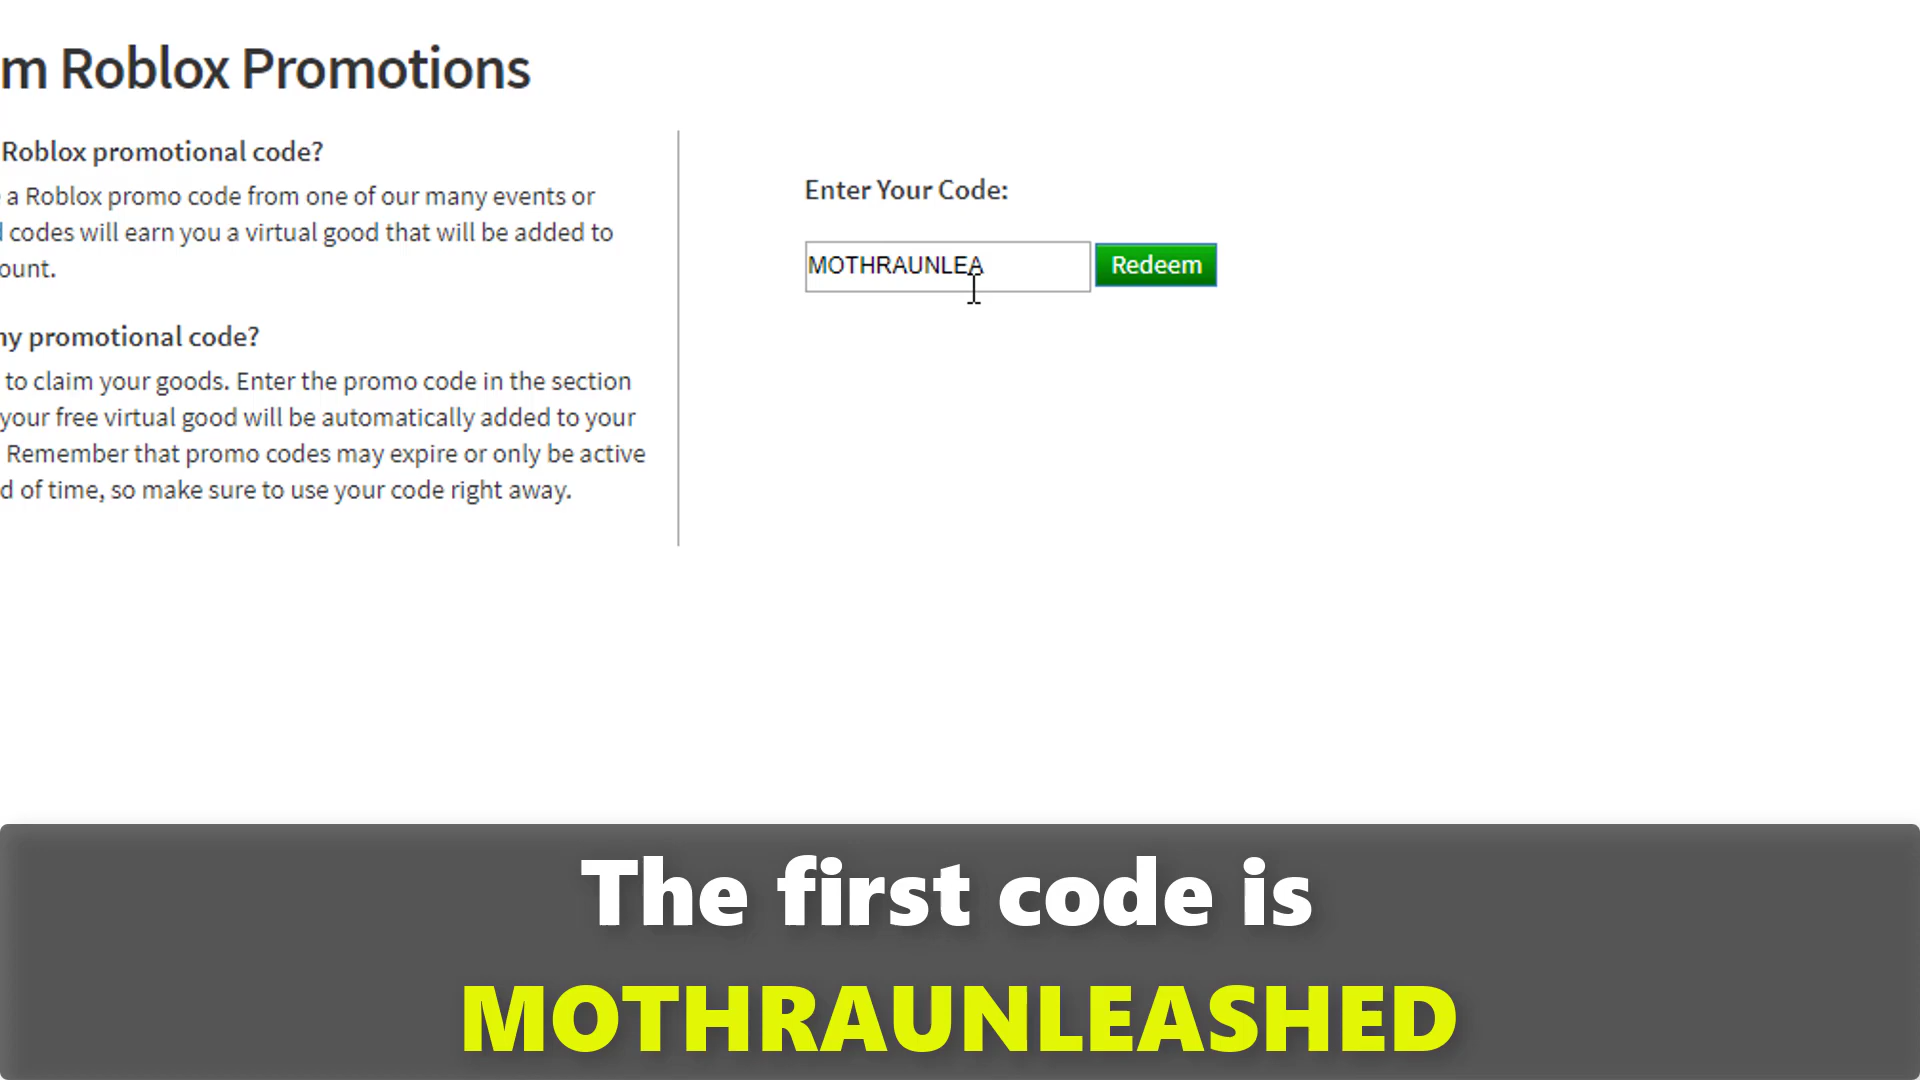 m Roblox Promotions
Roblox promotional code?
a Roblox promo code from one of our many events or
codes will earn you a virtual good that will be added to
ount.
ny promotional code?
to claim your goods. Enter the promo code in the section
your free virtual good will be automatically added to your
Remember that promo codes may expire or only be active
d of time, so make sure to use your code right away.
Enter Your Code:
MOTHRAUNLEA
Redeem
The first code is
MOTHRAUNLEASHED